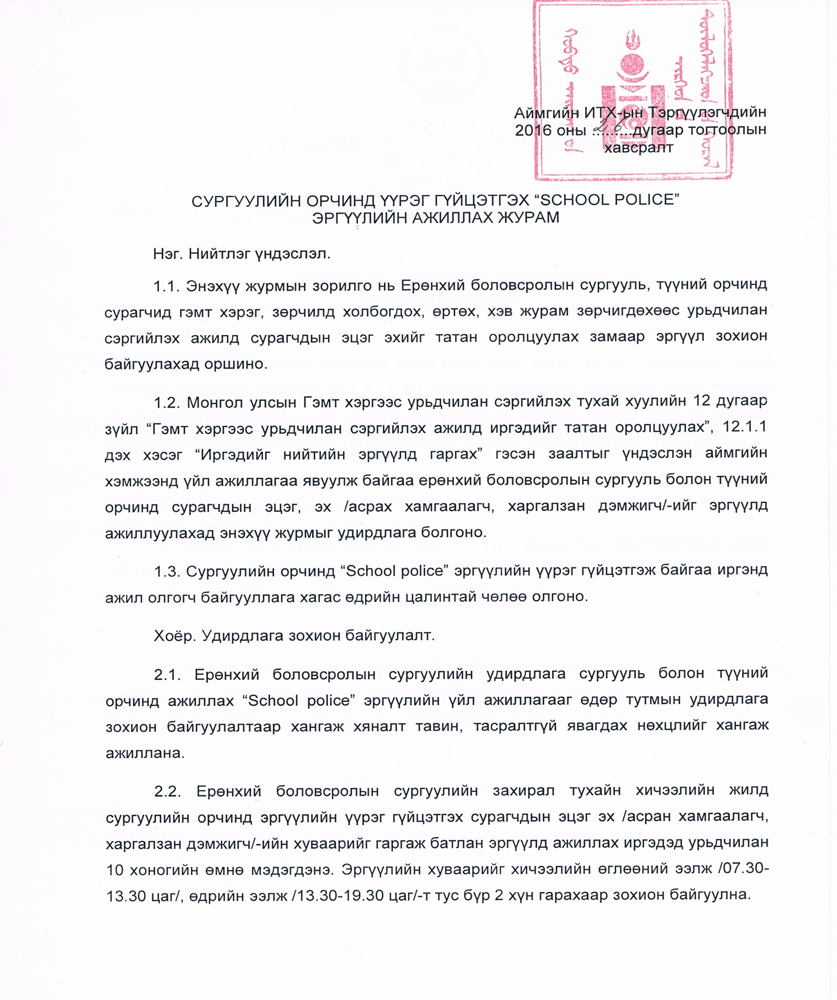 Аймгийн ИТХ-ын Тэргүүлэгчдийн
2016 оны ...26...дугаар тогтоолын
хавсралт
СУРГУУЛИЙН ОРЧИНД ҮҮРЭГ ГҮЙЦЭТГЭХ “SCHOOL POLICE”
ЭРГҮҮЛИЙН АЖИЛЛАХ ЖУРАМ
Нэг. Нийтлэг үндэслэл.
1.1. Энэхүү журмын зорилго нь Ерөнхий боловсролын сургууль, түүний орчинд
сурагчид гэмт хэрэг, зөрчилд холбогдох, өртөх, хэв журам зөрчигдөхөөс урьдчилан
сэргийлэх ажилд сурагчдын эцэг эхийг татан оролцуулах замаар эргүүл зохион
байгуулахад оршино.
1.2. Монгол улсын Гэмт хэргээс урьдчилан сэргийлэх тухай хуулийн 12 дугаар
зүйл “Гэмт хэргээс урьдчилан сэргийлэх ажилд иргэдийг татан оролцуулах”, 12.1.1
дэх хэсэг “Иргэдийг нийтийн эргүүлд гаргах” гэсэн заалтыг үндэслэн аймгийн
хэмжээнд үйл ажиллагаа явуулж байгаа ерөнхий боловсролын сургууль болон түүний
орчинд сурагчдын эцэг, эх /асрах хамгаалагч, харгалзан дэмжигч/-ийг эргүүлд
ажиллуулахад энэхүү журмыг удирдлага болгоно.
1.3. Сургуулийн орчинд “School police” эргүүлийн үүрэг гүйцэтгэж байгаа иргэнд
ажил олгогч байгууллага хагас өдрийн цалинтай чөлөө олгоно.
Хоёр. Удирдлага зохион байгуулалт.
2.1. Ерөнхий боловсролын сургуулийн удирдлага сургууль болон түүний
орчинд ажиллах “School police” эргүүлийн үйл ажиллагааг өдөр тутмын удирдлага
зохион байгуулалтаар хангаж хяналт тавин, тасралтгүй явагдах нөхцлийг хангаж
ажиллана.
2.2. Ерөнхий боловсролын сургуулийн захирал тухайн хичээлийн жилд
сургуулийн орчинд эргүүлийн үүрэг гүйцэтгэх сурагчдын эцэг эх /асран хамгаалагч,
харгалзан дэмжигч/-ийн хуваарийг гаргаж батлан эргүүлд ажиллах иргэдэд урьдчилан
10 хоногийн өмнө мэдэгдэнэ. Эргүүлийн хуваарийг хичээлийн өглөөний ээлж /07.30-
13.30 цаг/, өдрийн ээлж /13.30-19.30 цаг/-т тус бүр 2 хүн гарахаар зохион байгуулна.